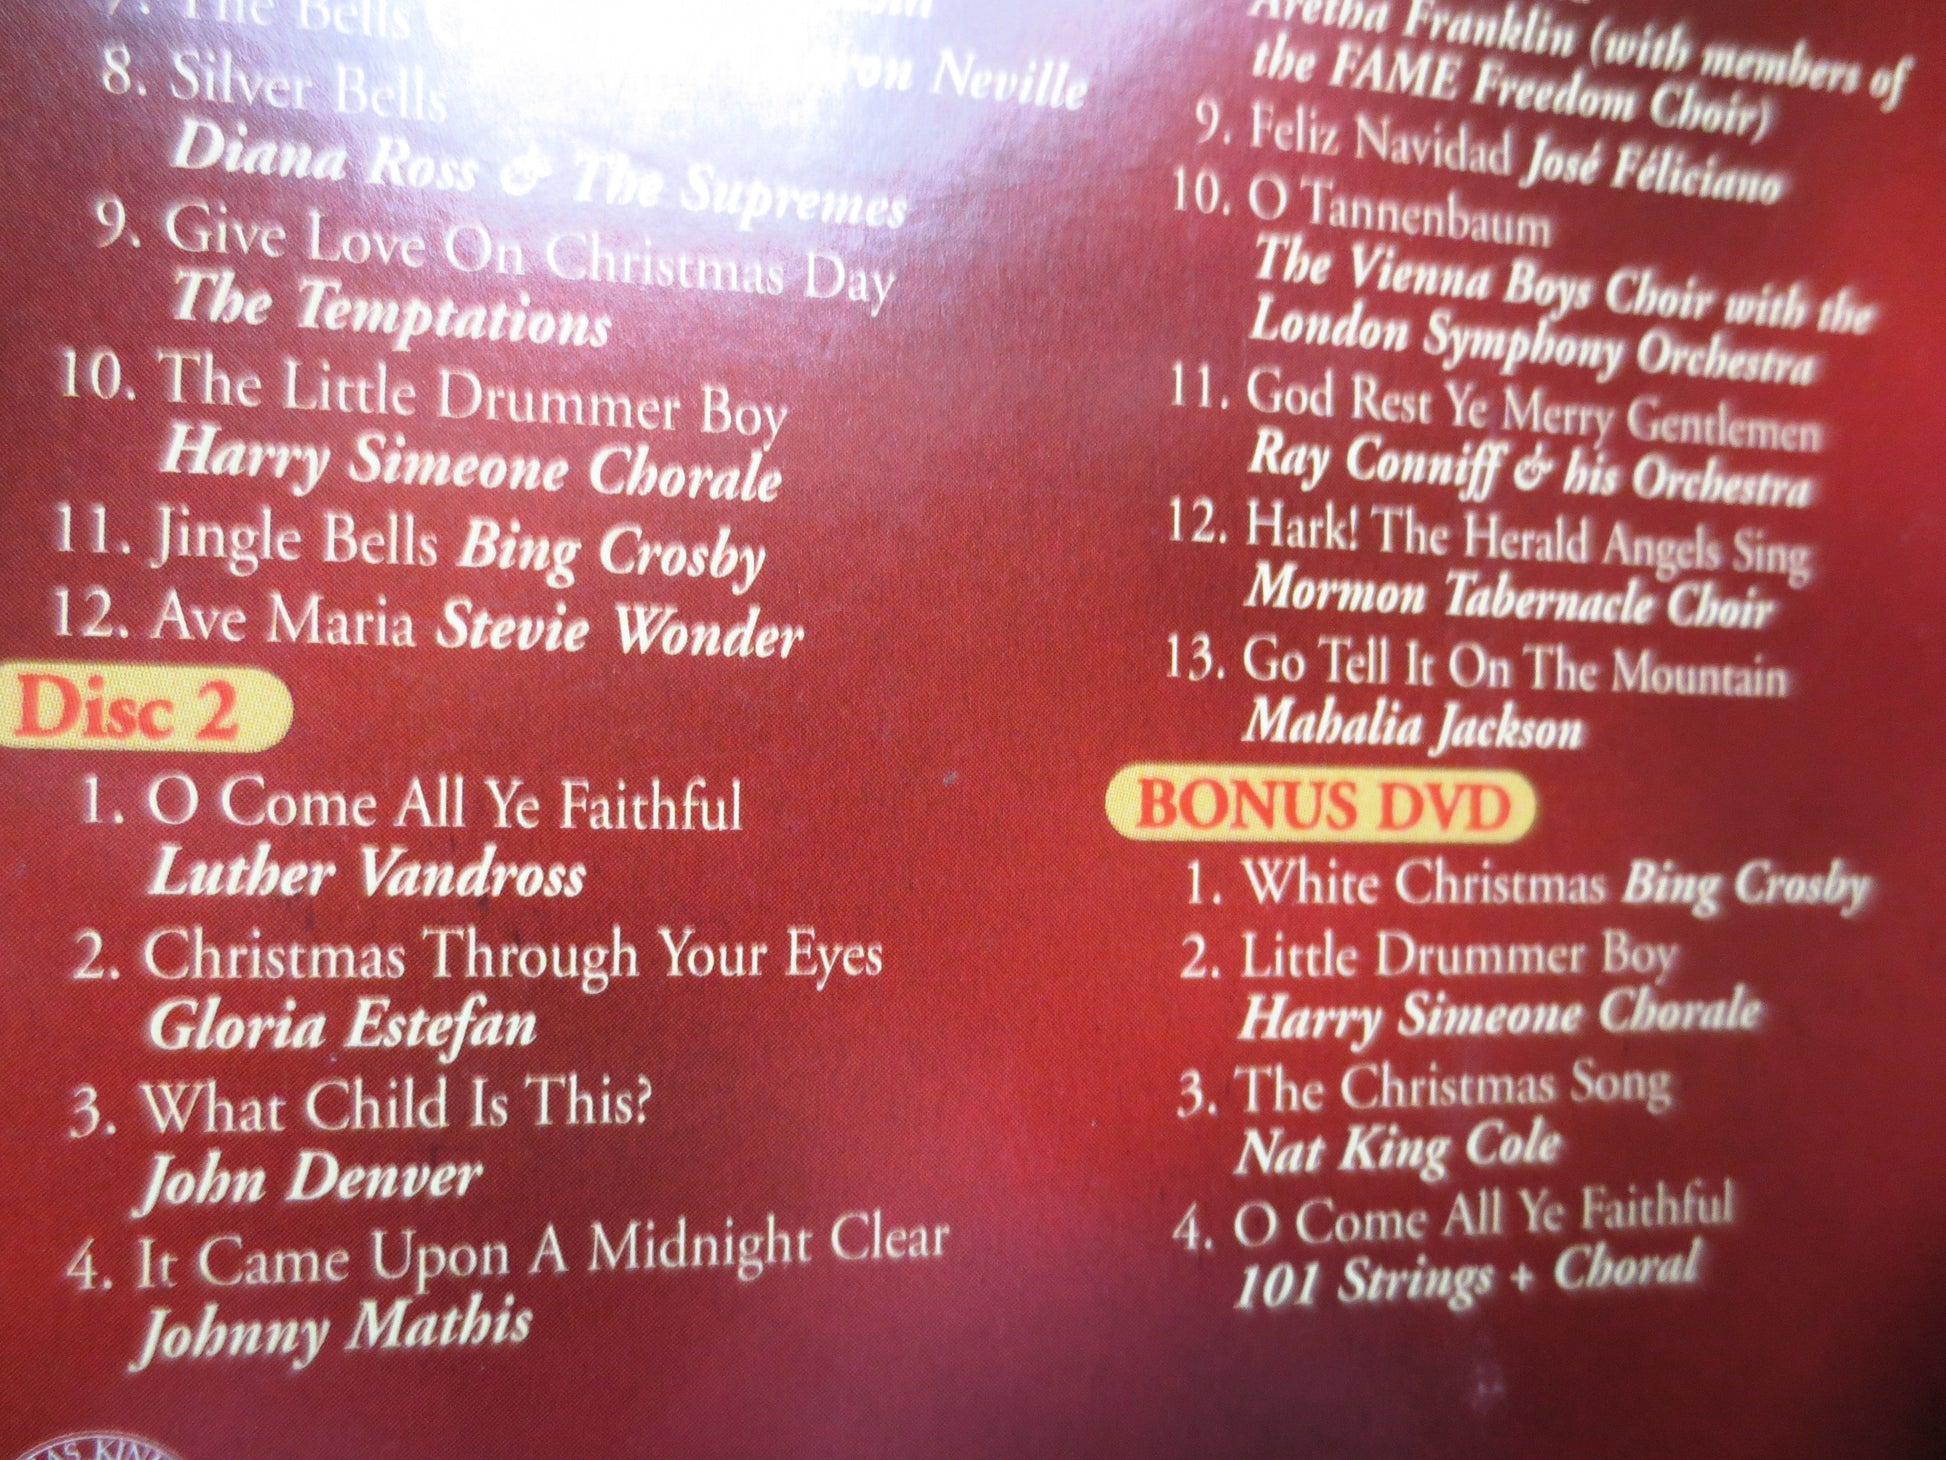 7. The Bells
8. Silver Bells Neville
Diana Ross & The Supremes
9. Give Love On Christmas Day
The Temptations
10. The Little Drummer Boy
Harry Simeone Chorale
11. Jingle Bells Bing Crosby
12. Ave Maria Stevie Wonder
Disc 2
1. O Come All Ye Faithful
Luther Vandross
2. Christmas Through Your Eyes
Gloria Estefan
3. What Child Is This?
John Denver
4. It Came Upon A Midnight Clear
Johnny Mathis
Aretha Franklin (with members of
the FAME Freedom Choir)
9. Feliz Navidad José Féliciano
10. O Tannenbaum
The Vienna Boys Choir with the
London Symphony Orchestra
11. God Rest Ye Merry Gentlemen
Ray Conniff & his Orchestra
12. Hark! The Herald Angels Sing
Mormon Tabernacle Choir
13. Go Tell It On The Mountain
Mahalia Jackson
BONUS DVD
1. White Christmas Bing Crosby
2. Little Drummer Boy
Harry Simeone Chorale
3. The Christmas Song
Nat King Cole
4. O Come All Ye Faithful
101 Strings + Choral